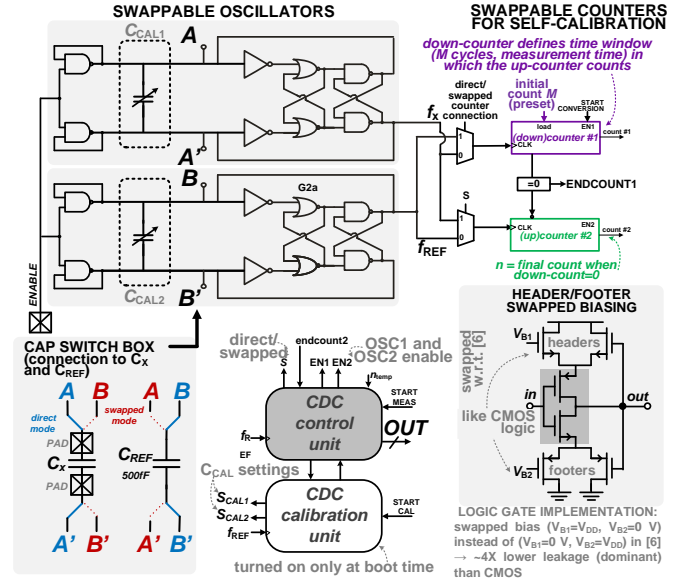 SWAPPABLE OSCILLATORS
SWAPPABLE COUNTERS
FOR SELF-CALIBRATION
down-counter defines time window
(M cycles, measurement time) in
which the up-counter counts
CCAL1
A
A'
B
B'
CCAL2
G2a
ENABLE
direct/
swapped
counter
connection
initial
count M
(preset)
START
CONVERSION
fX
1
0
load
EN1
(down)counter #1
CLK
count #1
=0
ENDCOUNT1
S
1
0
fREF
EN2
CLK
(up)counter #2
count #2
n = final count when
down-count=0
CAP SWITCH BOX
(connection to CX
and CREF)
A B
A B
direct
mode
swapped
mode
PAD
CX
PAD
CREF
500fF
A' B'
A' B'
direct/
swapped
S
endcount2
EN1 EN2
OSC1 and
OSC2 enable
ntemp
START
MEAS
CDC
control
unit
fR
EF
OUT
CCAL settings
SCAL1
SCAL2
fREF
CDC
calibration
unit
START
CAL
turned on only at boot time
HEADER/FOOTER
SWAPPED BIASING
VB1
headers
swapped
w.r.t. [6]
in
out
like CMOS
logic
VB2
footers
LOGIC GATE IMPLEMENTATION:
swapped bias (VB1=VDD, VB2=0 V)
instead of (VB1=0 V, VB2=VDD) in [6]
→ ~4X lower leakage (dominant)
than CMOS